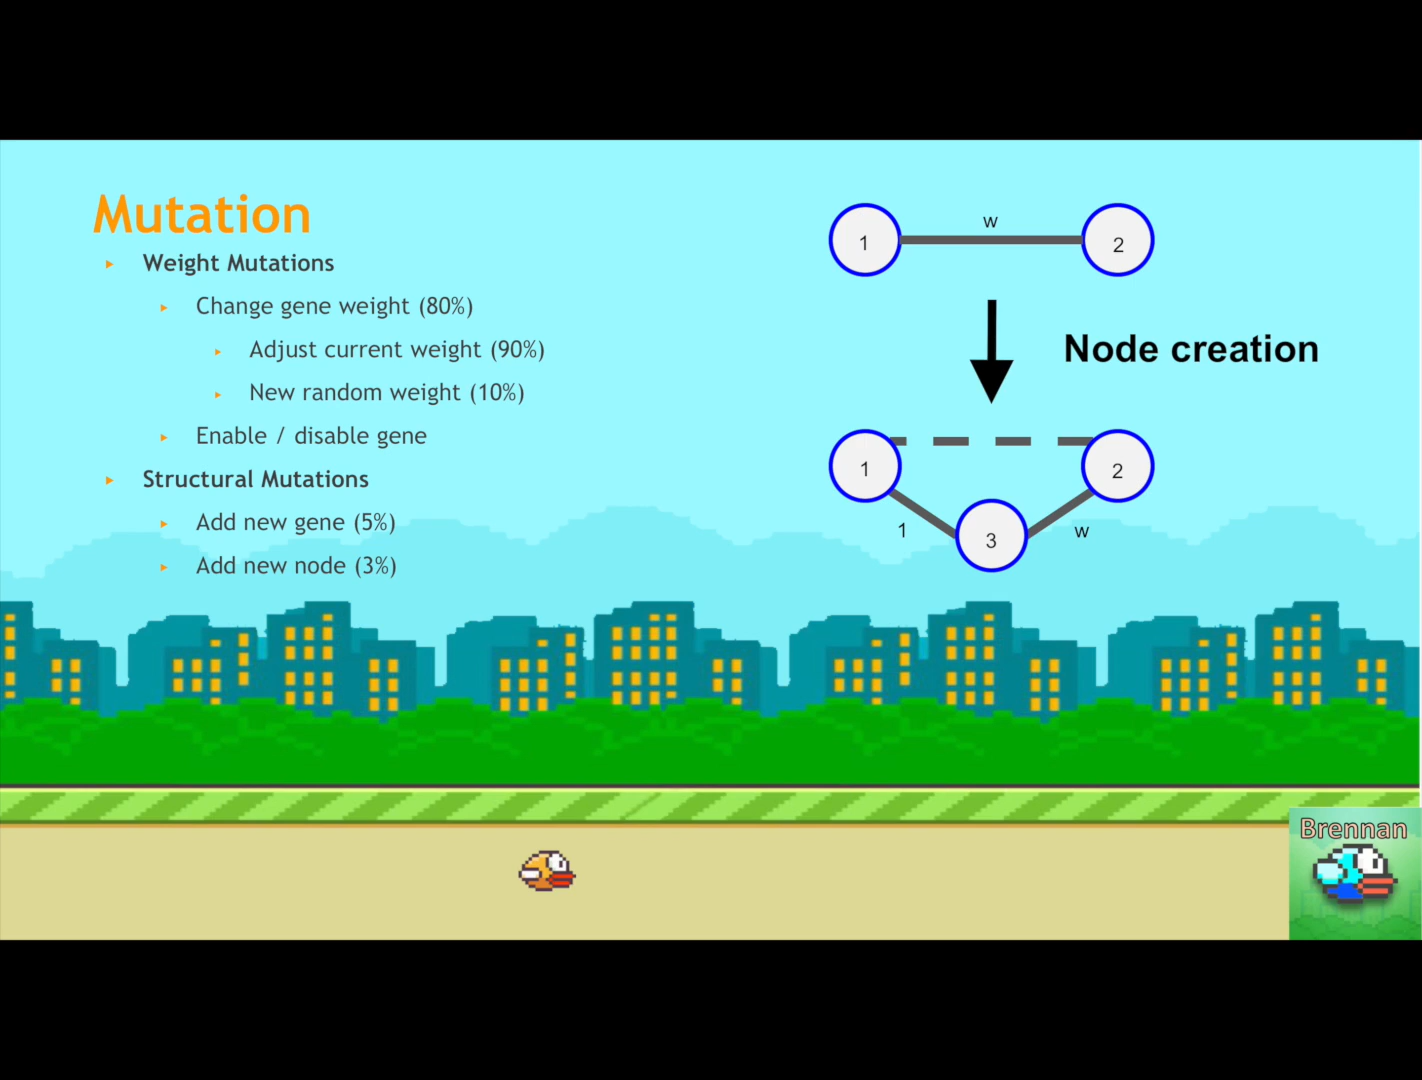 Mutation
Weight Mutations
Change gene weight (80%)
Adjust current weight (90%)
New random weight (10%)
Enable / disable gene
Structural Mutations
Add new gene (5%)
Add new node (3%)
w
1
2
Node creation
1
2
1
3
w
Brennan